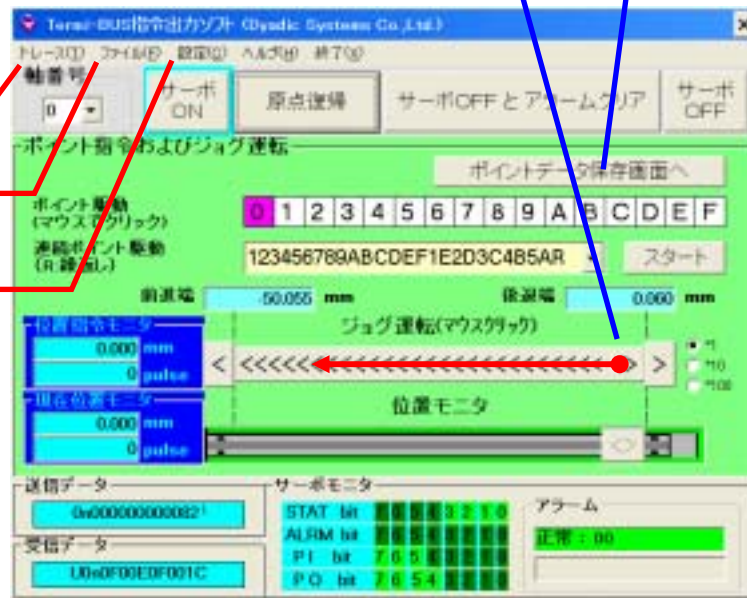 Termi-BUS指令出力ソフト (Dyadic Systems Co.,Ltd.)
トレース(T) ファイル(F) 設定(O) ヘルプ(H) 終了(X)
軸番号
0
サーボ
ON
原点復帰
サーボOFF と アラームクリア
サーボ
OFF
ポイント指令およびジョグ運転
ポイントデータ保存画面へ
ポイント駆動
(マウスでクリック)
0 1 2 3 4 5 6 7 8 9 A B C D E F
連続ポイント駆動
(R:繰返し)
123456789ABCDEF1E2D3C4B5AR
スタート
前進端 -50.055 mm 後退端 0.060 mm
位置指令モニタ
ジョグ運転(マウスクリック)
0.000 mm
0 pulse
*1
*10
*100
現在位置モニタ
位置モニタ
0.000 mm
0 pulse
送信データ
サーボモニタ
アラーム
STAT bit 7 6 5 4 3 2 1 0
ALRM bit
正常 : 00
受信データ
PI bit 7 6 5
U0n0F00E0F001C
PO bit 7 6 5 4